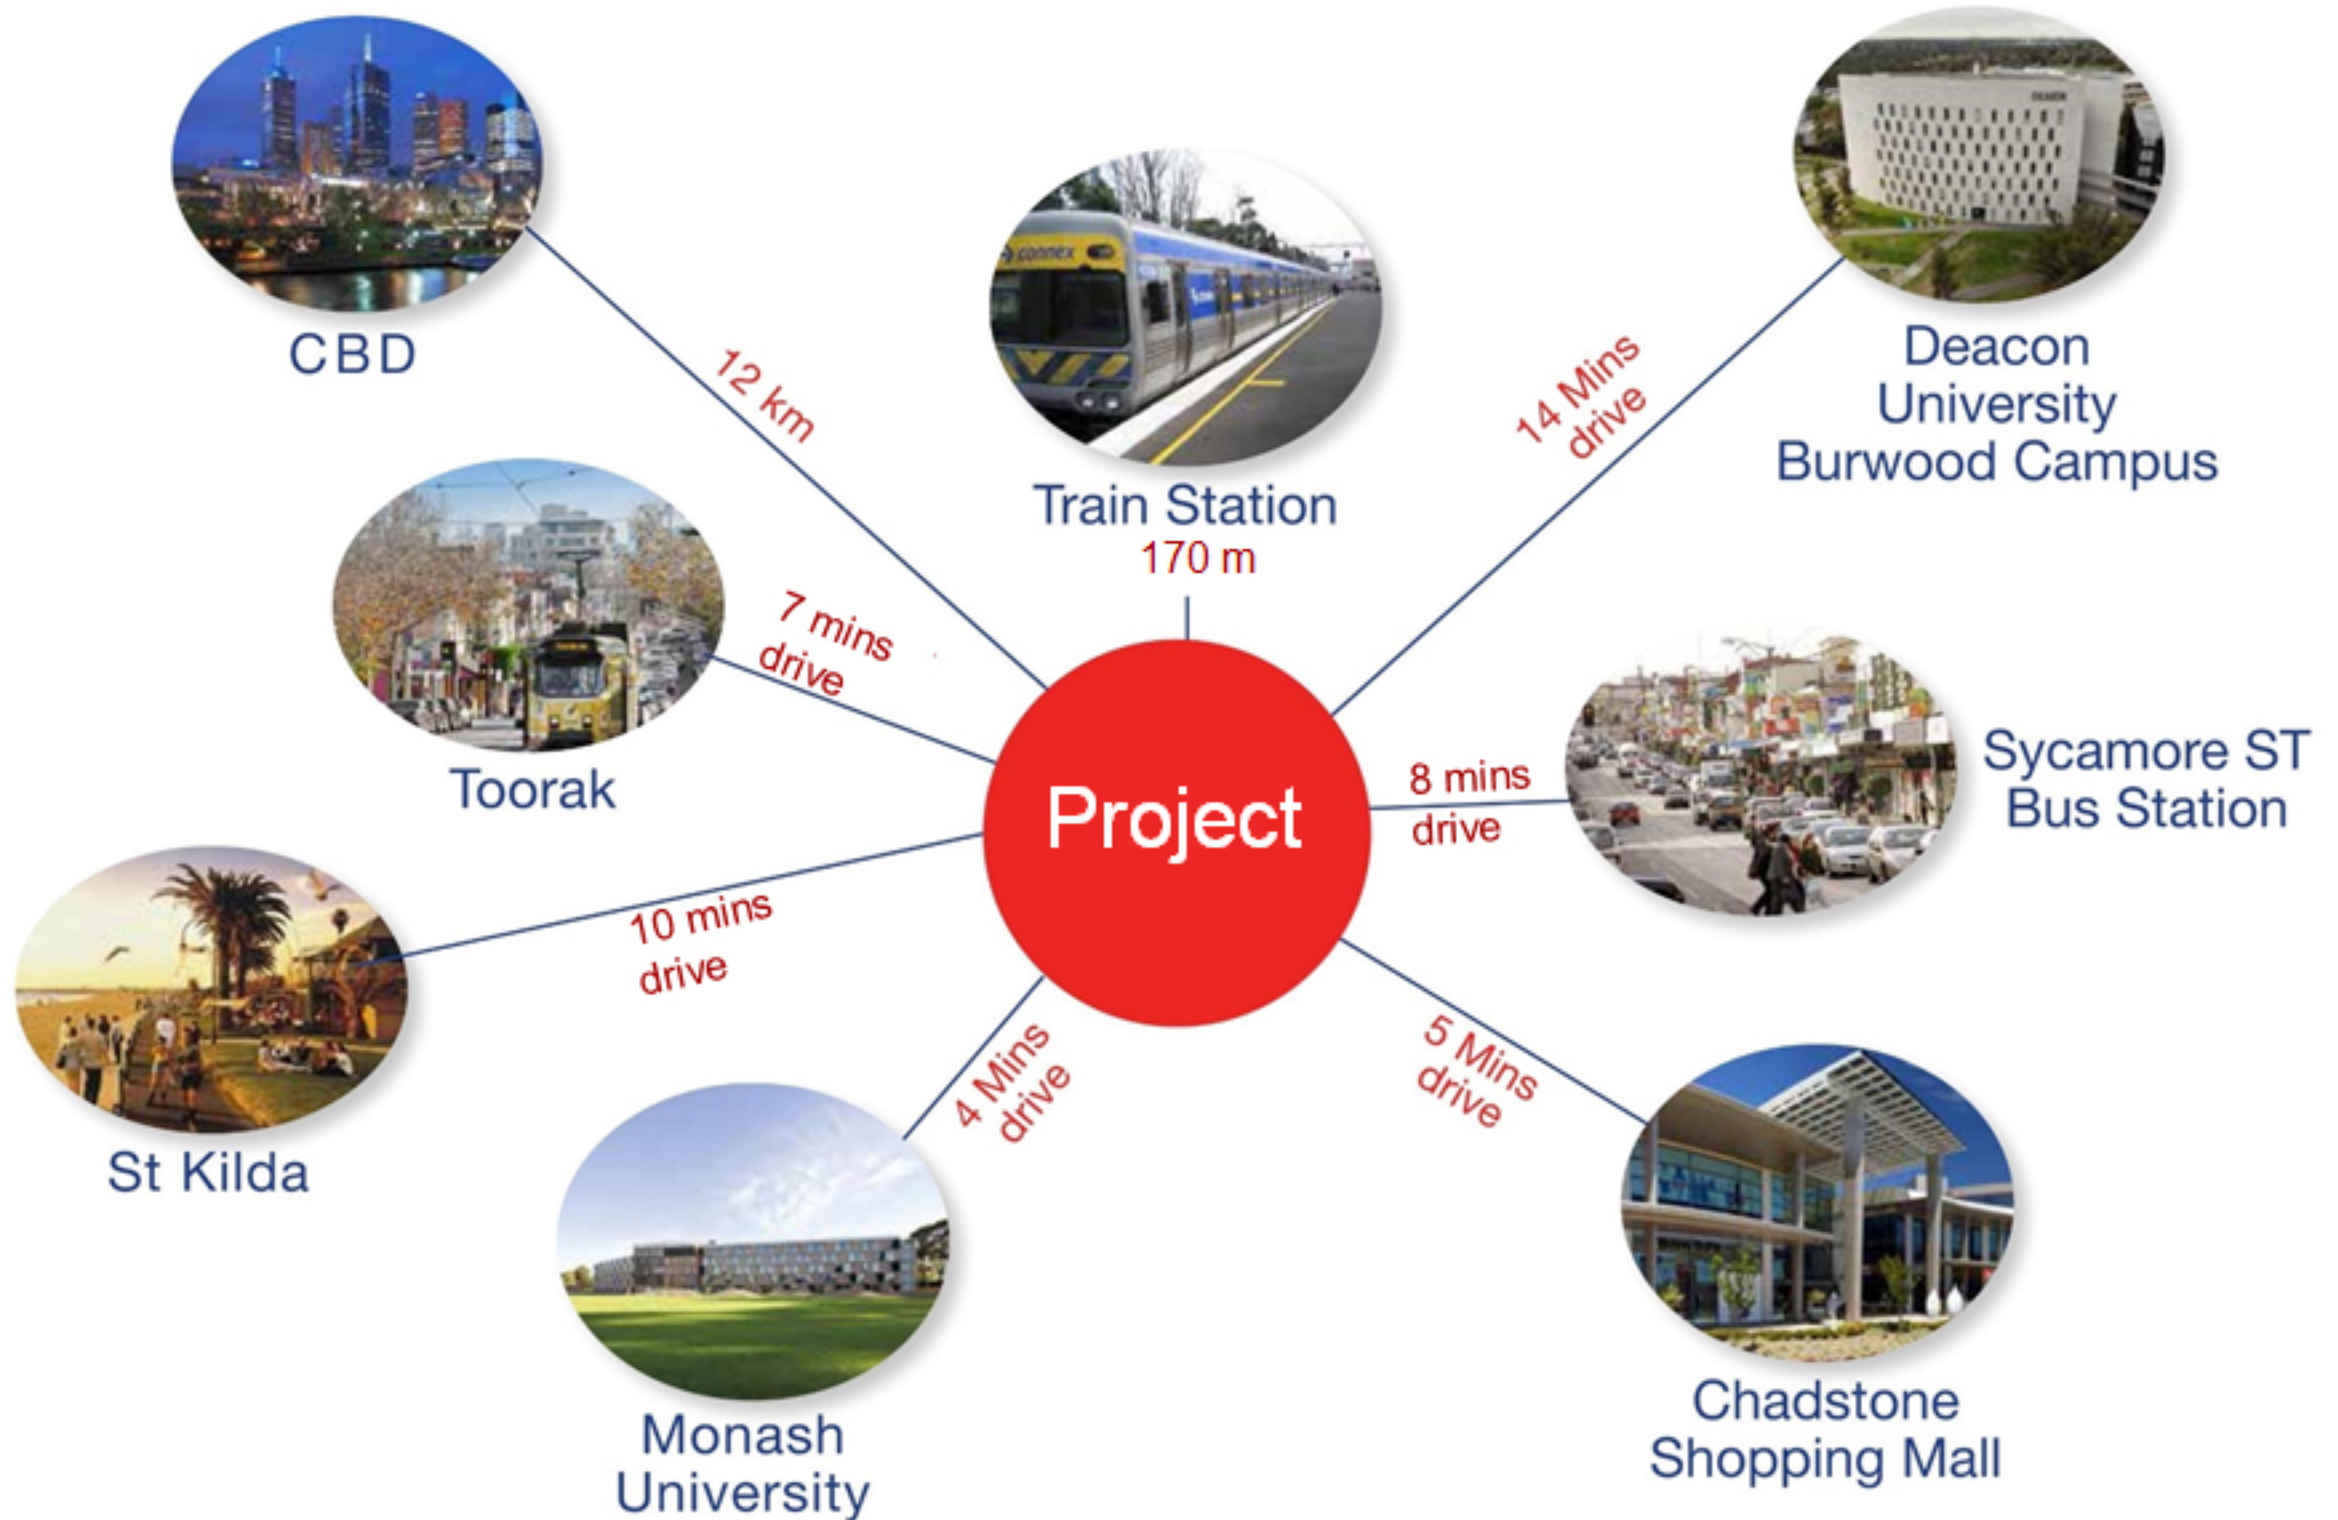 CBD
12 km
connex
Train Station
170 m
DEAKIN
Deacon
University
Burwood Campus
14 Mins
drive
Toorak
7 mins
drive
Project
8 mins
drive
Sycamore ST
Bus Station
St Kilda
10 mins
drive
Monash
University
4 Mins
drive
5 Mins
drive
Chadstone
Shopping Mall